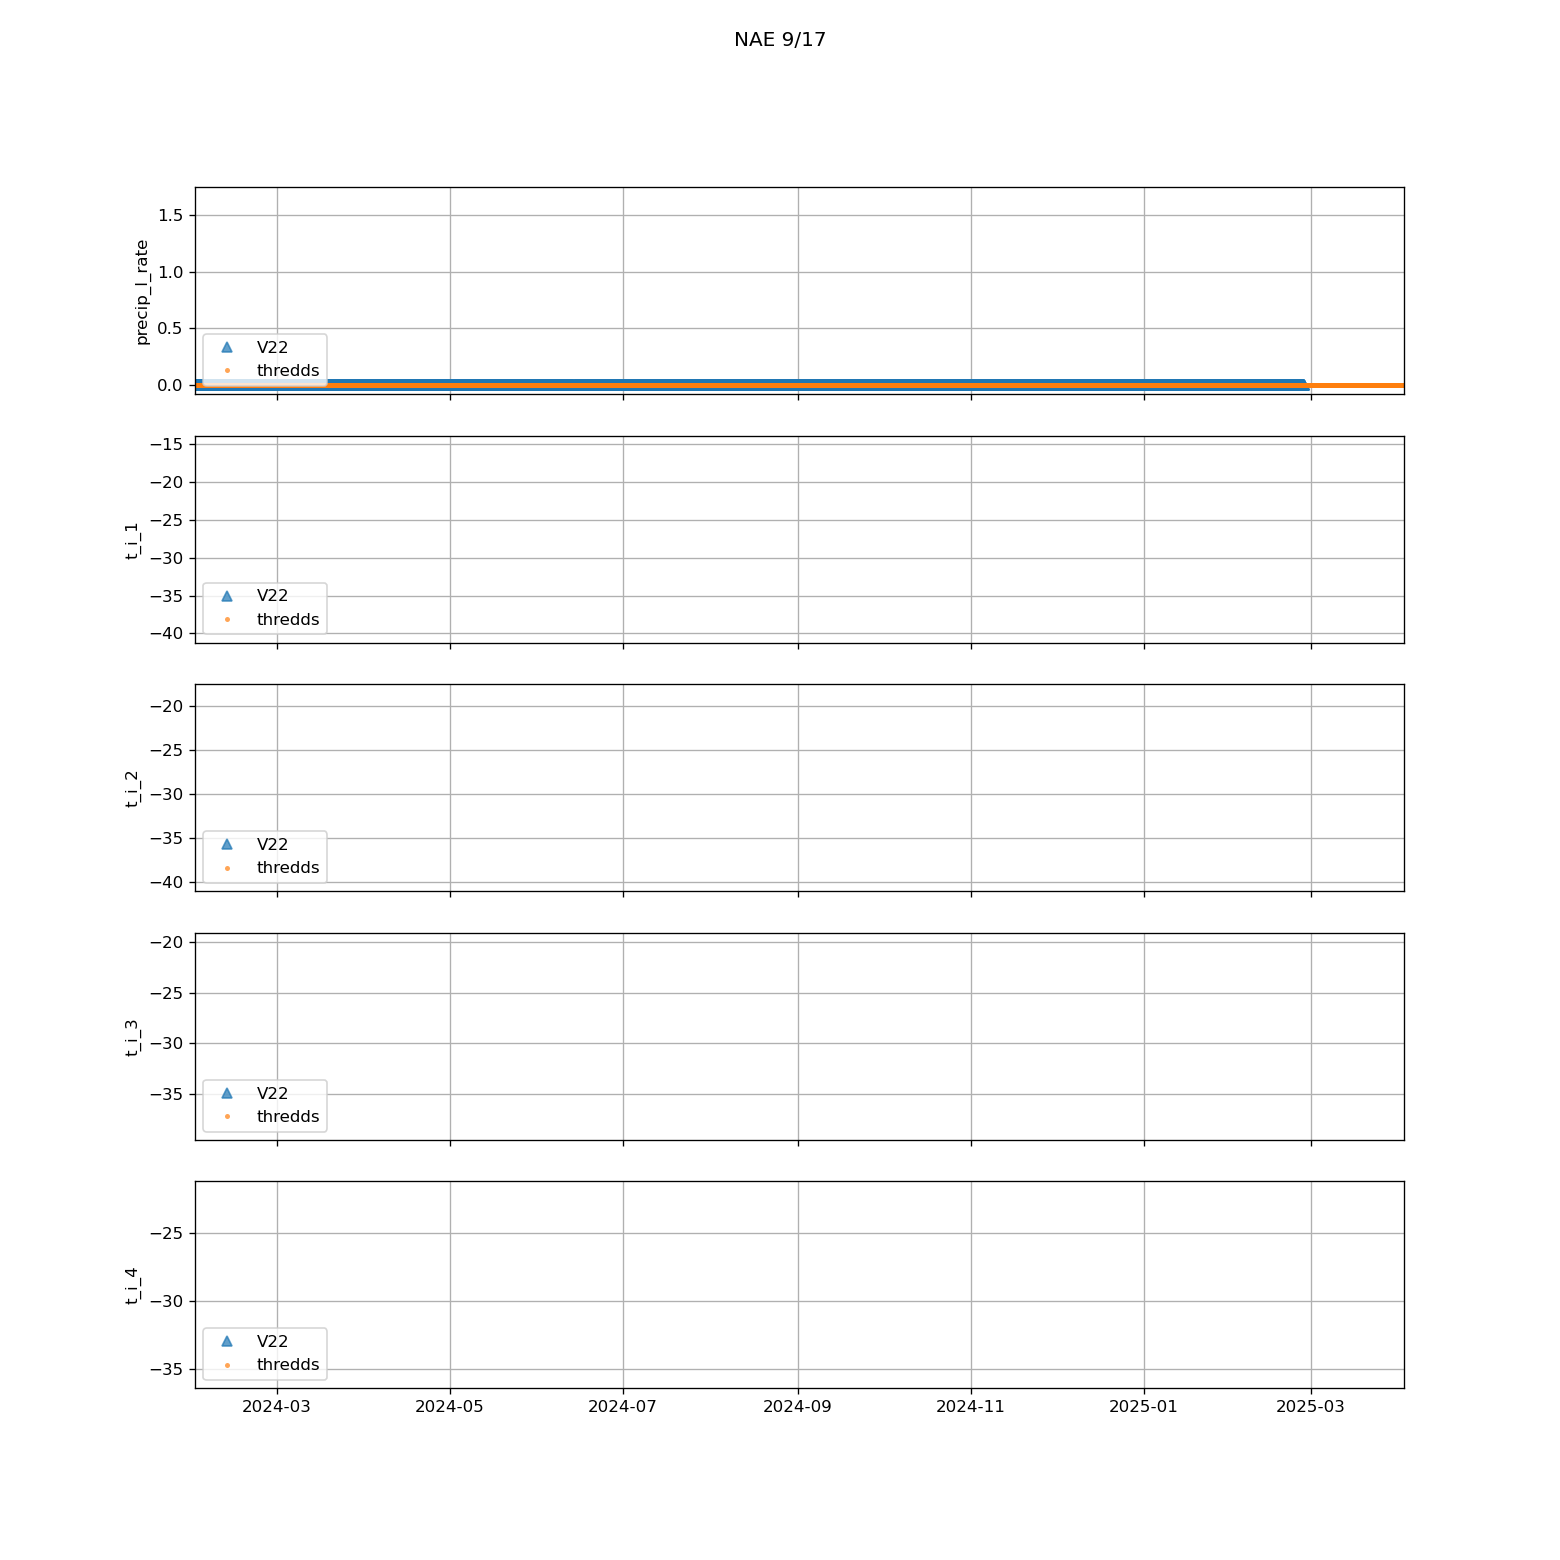 NAE 9/17
precip_l_rate
1.5
1.0
0.5
0.0
V22
thredds
t_i_1
−15
−20
−25
−30
−35
−40
V22
thredds
t_i_2
−20
−25
−30
−35
−40
V22
thredds
t_i_3
−20
−25
−30
−35
V22
thredds
t_i_4
−25
−30
−35
V22
thredds
2024-03 2024-05 2024-07 2024-09 2024-11 2025-01 2025-03